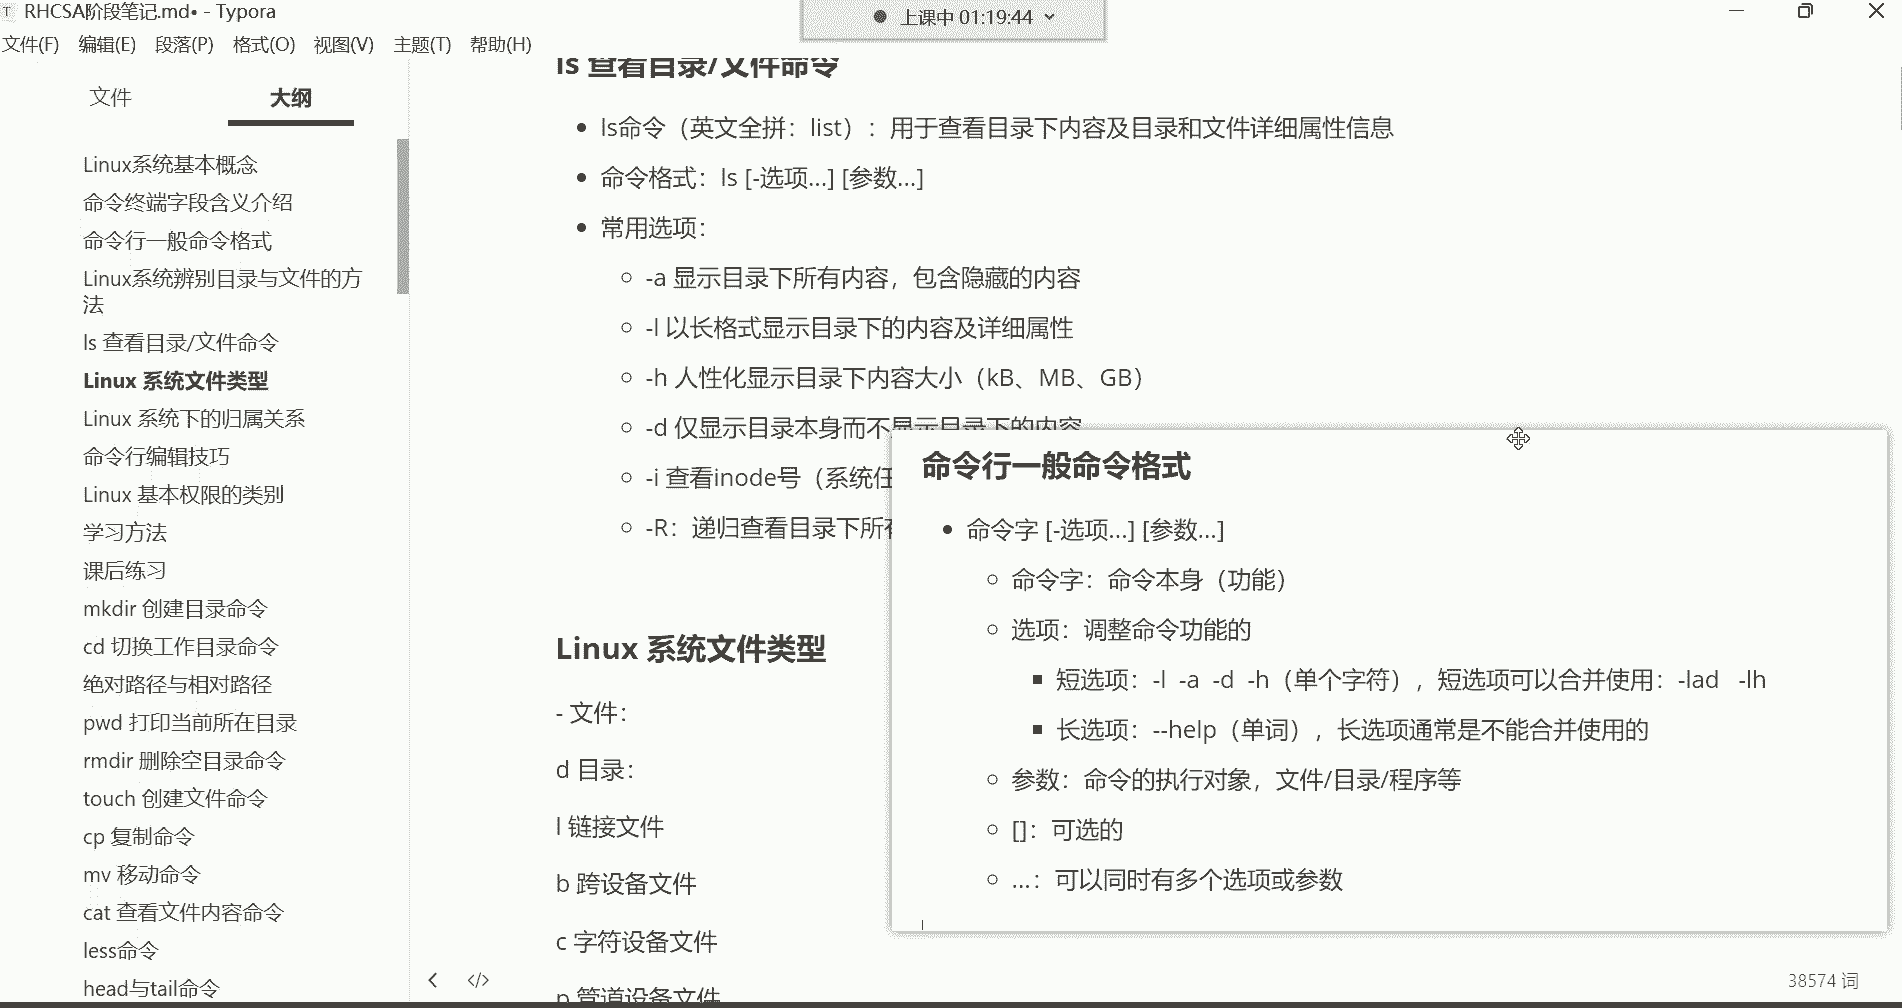 RHCSA阶段笔记.md• - Typora
上课中 01:19:44
文件(F) 编辑(E) 段落(P) 格式(O) 视图(V) 主题(T) 帮助(H)
文件 大纲
Linux系统基本概念
命令终端字段含义介绍
命令行一般命令格式
Linux系统辨别目录与文件的方
法
ls 查看目录/文件命令
Linux 系统文件类型
Linux 系统下的归属关系
命令行编辑技巧
Linux 基本权限的类别
学习方法
课后练习
mkdir 创建目录命令
cd 切换工作目录命令
绝对路径与相对路径
pwd 打印当前所在目录
rmdir 删除空目录命令
touch 创建文件命令
cp 复制命令
mv 移动命令
cat 查看文件内容命令
less命令
head与tail命令
ls 查看目录/文件命令
ls命令（英文全拼：list）：用于查看目录下内容及目录和文件详细属性信息
命令格式：ls [-选项...] [参数...]
常用选项：
-a 显示目录下所有内容，包含隐藏的内容
-l 以长格式显示目录下的内容及详细属性
-h 人性化显示目录下内容大小（kB、MB、GB）
-d 仅显示目录本身而不显示目录下的内容
-i 查看inode号（系统任
-R：递归查看目录下所有
Linux 系统文件类型
- 文件：
d 目录：
l 链接文件
b 跨设备文件
c 字符设备文件
p 管道设备文件
命令行一般命令格式
命令字 [-选项...] [参数...]
命令字：命令本身（功能）
选项：调整命令功能的
短选项：-l -a -d -h（单个字符），短选项可以合并使用：-lad -lh
长选项：--help（单词），长选项通常是不能合并使用的
参数：命令的执行对象，文件/目录/程序等
[]：可选的
...：可以同时有多个选项或参数
38574 词